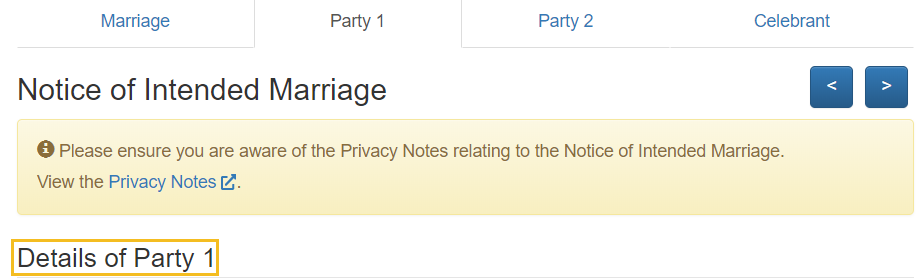 Marriage Party 1 Party 2 Celebrant
Notice of Intended Marriage < >
Please ensure you are aware of the Privacy Notes relating to the Notice of Intended Marriage.
View the Privacy Notes.
Details of Party 1